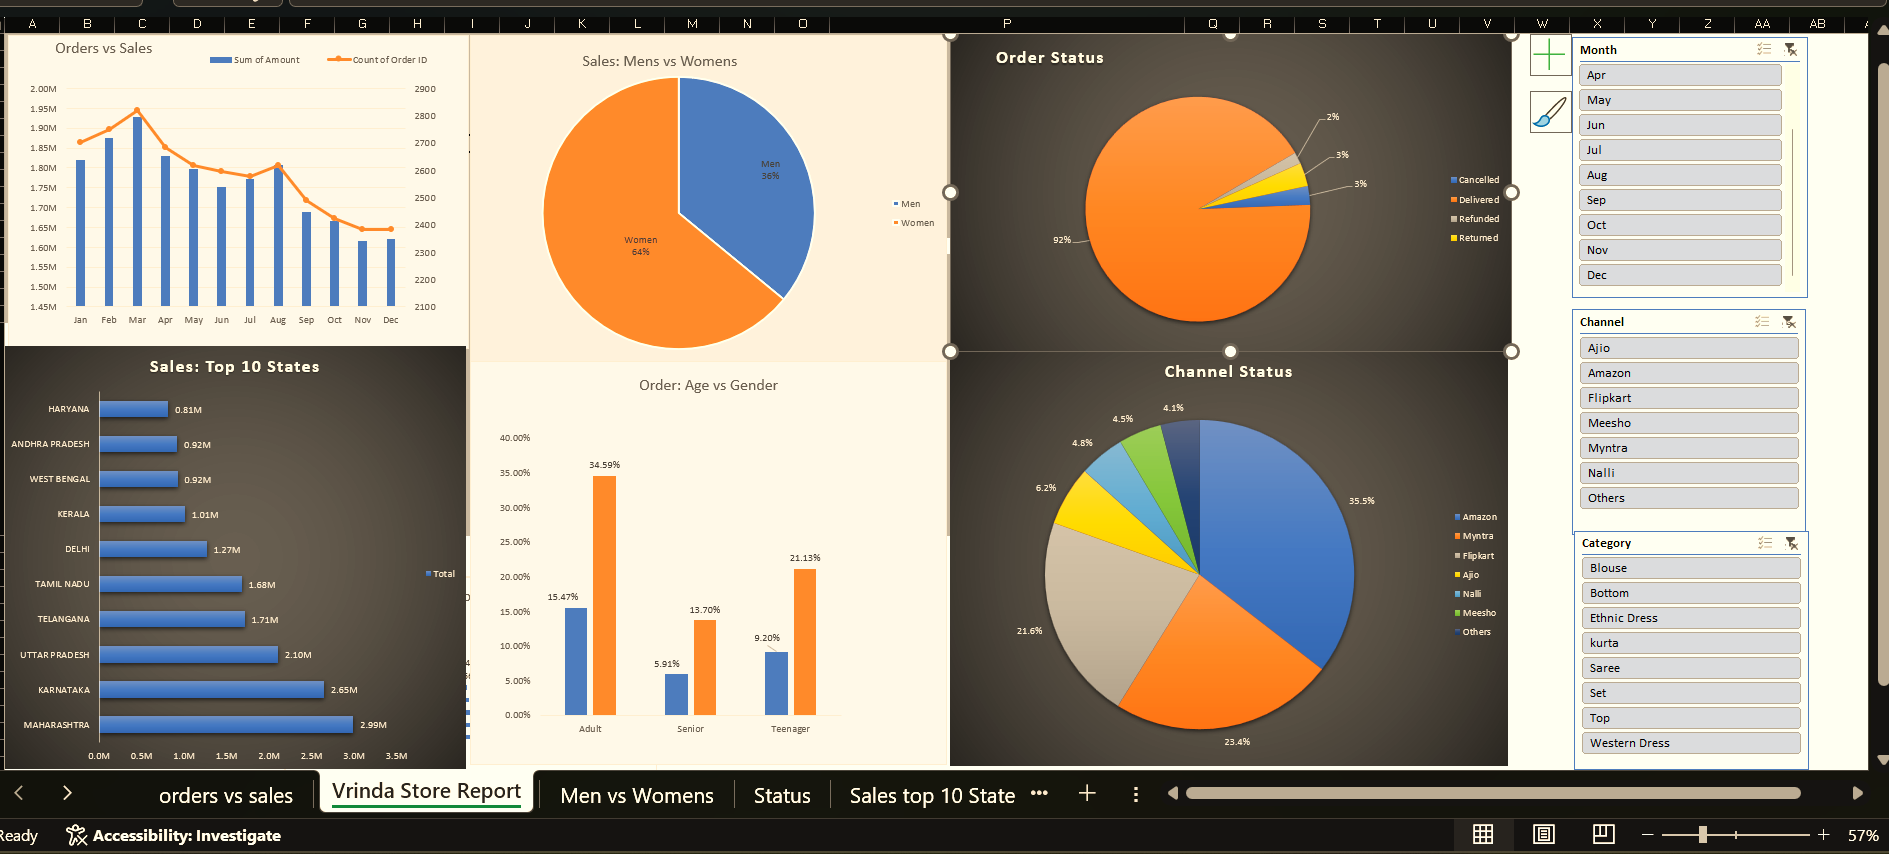 A B C D E F G H I J K L M N O P Q R S T U V W X Y Z AA AB
Orders vs Sales
Sum of Amount
Count of Order ID
2.00M
1.95M
1.90M
1.85M
1.80M
1.75M
1.70M
1.65M
1.60M
1.55M
1.50M
1.45M
2900
2800
2700
2600
2500
2400
2300
2200
2100
Jan Feb Mar Apr May Jun Jul Aug Sep Oct Nov Dec
Sales: Mens vs Womens
Men
36%
Women
64%
Men
Women
Order Status
2%
3%
3%
92%
Cancelled
Delivered
Refunded
Returned
Month
Apr
May
Jun
Jul
Aug
Sep
Oct
Nov
Dec
Sales: Top 10 States
HARYANA 0.81M
ANDHRA PRADESH 0.92M
WEST BENGAL 0.92M
KERALA 1.01M
DELHI 1.27M
TAMIL NADU 1.68M
TELANGANA 1.71M
UTTAR PRADESH 2.10M
KARNATAKA 2.65M
MAHARASHTRA 2.99M
Total
0.0M 0.5M 1.0M 1.5M 2.0M 2.5M 3.0M 3.5M
Order: Age vs Gender
40.00%
35.00%
30.00%
25.00%
20.00%
15.00%
10.00%
5.00%
0.00%
15.47%
34.59%
5.91%
13.70%
9.20%
21.13%
Adult Senior Teenager
Channel Status
4.1%
4.5%
4.8%
6.2%
35.5%
21.6%
23.4%
Amazon
Myntra
Flipkart
Ajio
Nalli
Meesho
Others
Channel
Ajio
Amazon
Flipkart
Meesho
Myntra
Nalli
Others
Category
Blouse
Bottom
Ethnic Dress
kurta
Saree
Set
Top
Western Dress
orders vs sales
Vrinda Store Report
Men vs Womens
Status
Sales top 10 State
Accessibility: Investigate
57%